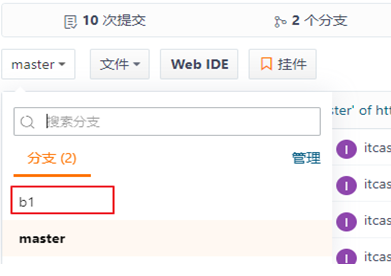 10 次提交
2 个分支
master 文件 Web IDE 挂件
搜索分支
分支 (2) 管理
b1
master
ster' of htt
I itcas
I itcas
I itcas
I itcas